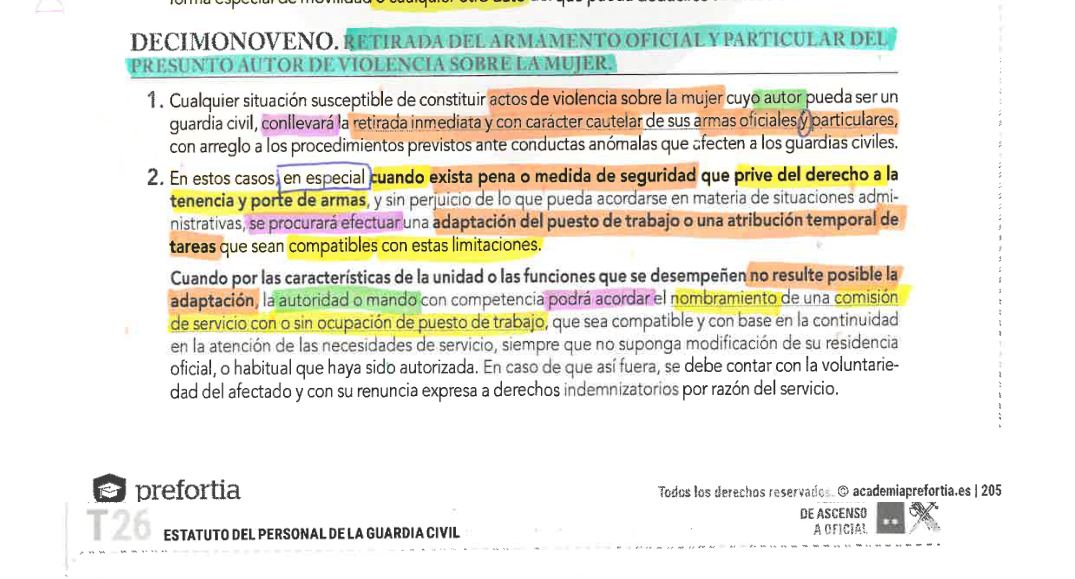 DECIMONOVENO. RETIRADA DEL ARMAMENTO OFICIAL Y PARTICULAR DEL
PRESUNTO AUTOR DE VIOLENCIA SOBRE LA MUJER.
1. Cualquier situación susceptible de constituir actos de violencia sobre la mujer cuyo autor pueda ser un
guardia civil, conllevará la retirada inmediata y con carácter cautelar de sus armas oficiales y particulares,
con arreglo a los procedimientos previstos ante conductas anómalas que afecten a los guardias civiles.
2. En estos casos, en especial cuando exista pena o medida de seguridad que prive del derecho a la
tenencia y porte de armas, y sin perjuicio de lo que pueda acordarse en materia de situaciones admi-
nistrativas, se procurará efectuar una adaptación del puesto de trabajo o una atribución temporal de
tareas que sean compatibles con estas limitaciones.
Cuando por las características de la unidad o las funciones que se desempeñen no resulte posible la
adaptación, la autoridad o mando con competencia podrá acordar el nombramiento de una comisión
de servicio con o sin ocupación de puesto de trabajo, que sea compatible y con base en la continuidad
en la atención de las necesidades de servicio, siempre que no suponga modificación de su residencia
oficial, o habitual que haya sido autorizada. En caso de que así fuera, se debe contar con la voluntarie-
dad del afectado y con su renuncia expresa a derechos indemnizatorios por razón del servicio.
prefortia
Todos los derechos reservados. © academiaprefortia.es | 205
T26 ESTATUTO DEL PERSONAL DE LA GUARDIA CIVIL
DE ASCENSO
A OFICIAL